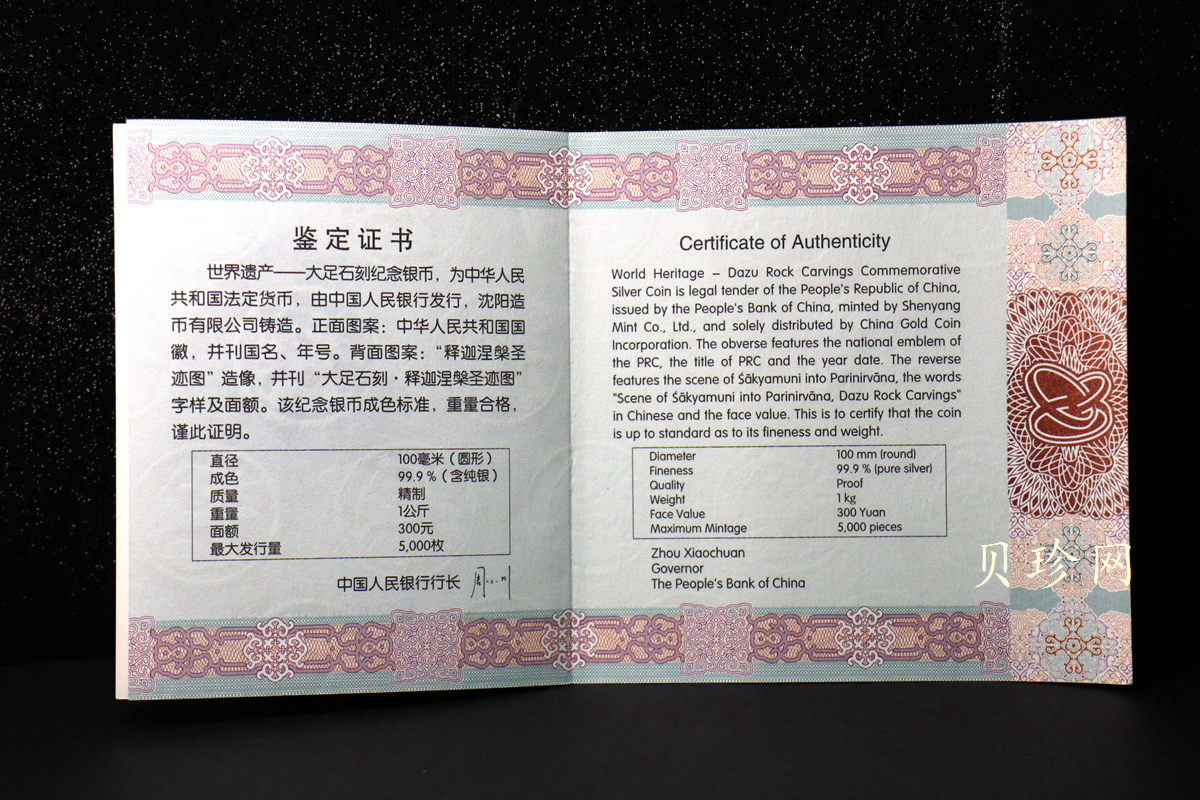 鉴定证书
世界遗产——大足石刻纪念银币，为中华人民
共和国法定货币，由中国人民银行发行，沈阳造
币有限公司铸造。正面图案：中华人民共和国国
徽，并刊国名、年号。背面图案：“释迦涅槃圣
迹图”造像，并刊“大足石刻·释迦涅槃圣迹图”
字样及面额。该纪念银币成色标准，重量合格，
谨此证明。
直径 100毫米（圆形）
成色 99.9％（含纯银）
质量 精制
重量 1公斤
面额 300元
最大发行量 5,000枚
中国人民银行行长
Certificate of Authenticity
World Heritage – Dazu Rock Carvings Commemorative
Silver Coin is legal tender of the People's Republic of China,
issued by the People's Bank of China, minted by Shenyang
Mint Co., Ltd., and solely distributed by China Gold Coin
Incorporation. The obverse features the national emblem of
the PRC, the title of PRC and the year date. The reverse
features the scene of Śākyamuni into Parinirvāna, the words
"Scene of Śākyamuni into Parinirvāna, Dazu Rock Carvings"
in Chinese and the face value. This is to certify that the coin
is up to standard as to its fineness and weight.
Diameter 100 mm (round)
Fineness 99.9 % (pure silver)
Quality Proof
Weight 1 kg
Face Value 300 Yuan
Maximum Mintage 5,000 pieces
Zhou Xiaochuan
Governor
The People's Bank of China
贝珍网